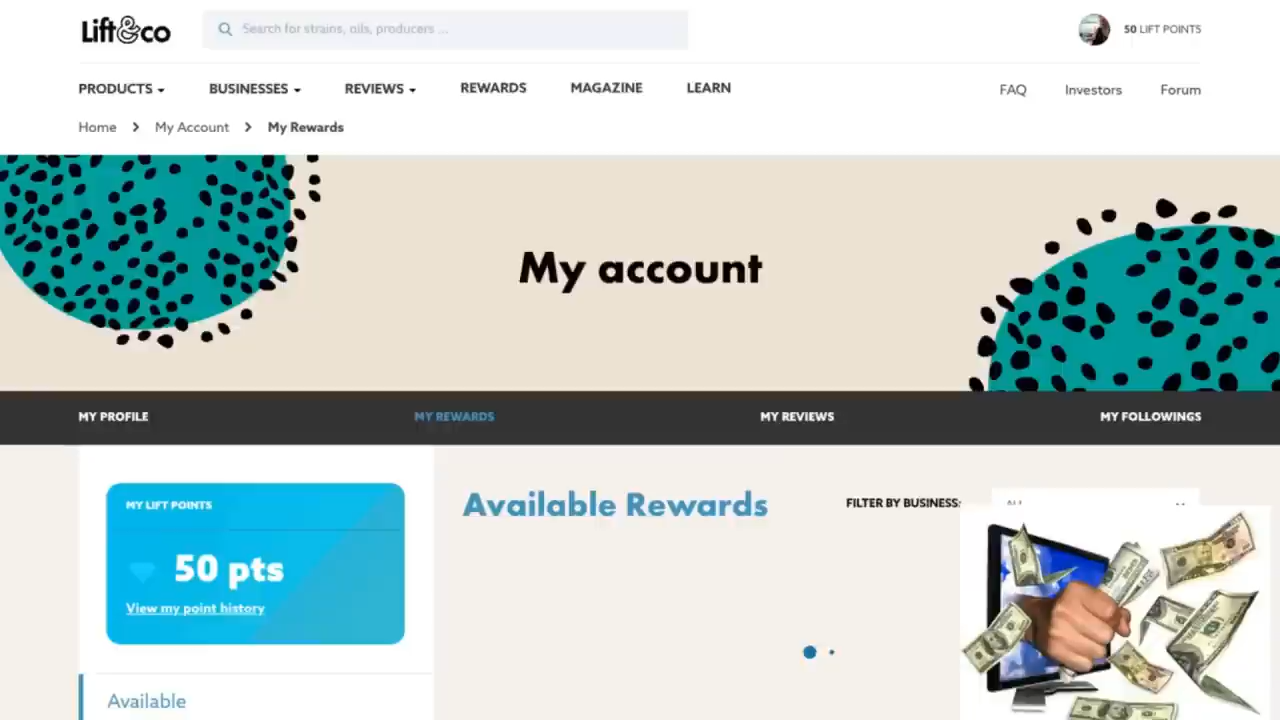 Lift&co
Search for strains, oils, producers ...
50 LIFT POINTS
PRODUCTS BUSINESSES REVIEWS REWARDS MAGAZINE LEARN
FAQ Investors Forum
Home My Account My Rewards
My account
MY PROFILE MY REWARDS MY REVIEWS MY FOLLOWINGS
MY LIFT POINTS
50 pts
View my point history
Available
Available Rewards
FILTER BY BUSINESS: